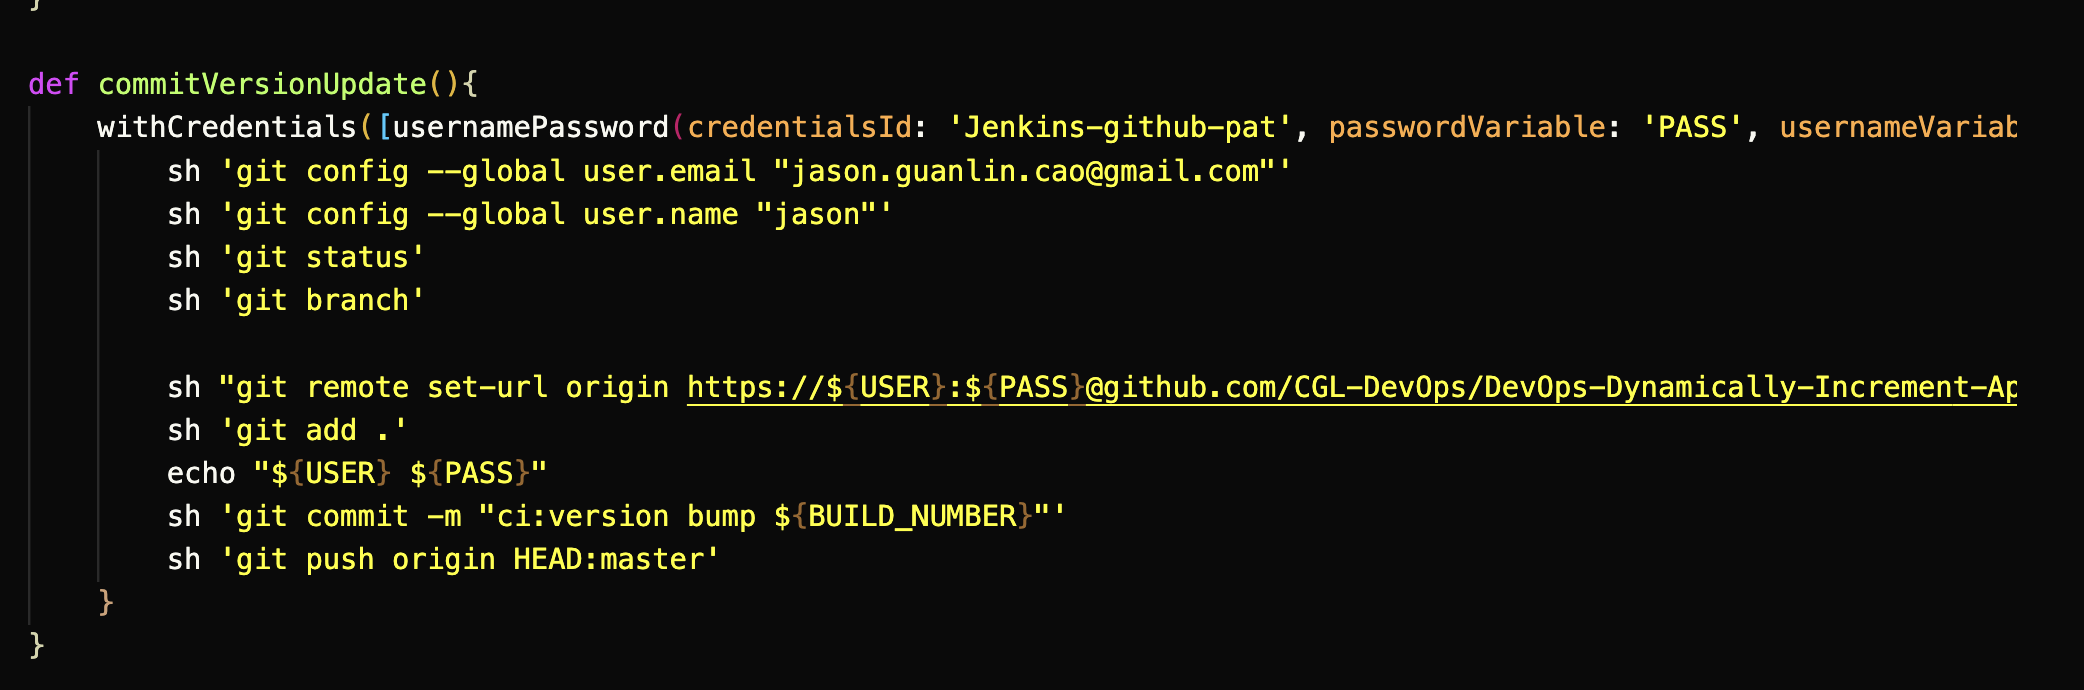 }
def commitVersionUpdate(){
withCredentials([usernamePassword(credentialsId: 'Jenkins-github-pat', passwordVariable: 'PASS', usernameVariab
sh 'git config --global user.email "jason.guanlin.cao@gmail.com"'
sh 'git config --global user.name "jason"'
sh 'git status'
sh 'git branch'
sh "git remote set-url origin https://${USER}:${PASS}@github.com/CGL-DevOps/DevOps-Dynamically-Increment-Ap
sh 'git add .'
echo "${USER} ${PASS}"
sh 'git commit -m "ci:version bump ${BUILD_NUMBER}"'
sh 'git push origin HEAD:master'
}
}